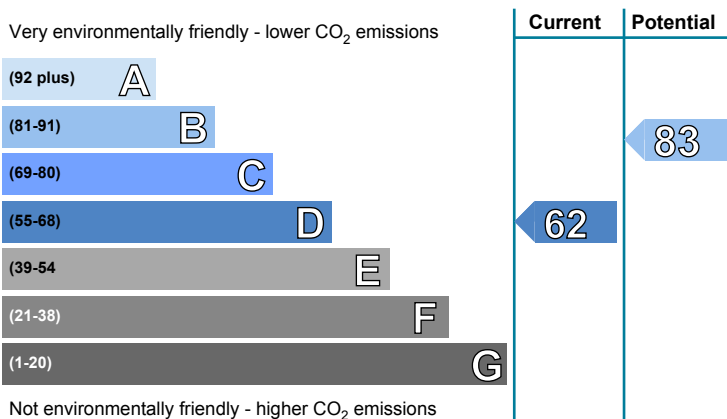 Very environmentally friendly - lower CO2 emissions
Current Potential
(92 plus) A
(81-91) B
83
(69-80) C
(55-68) D
62
(39-54 E
(21-38) F
(1-20) G
Not environmentally friendly - higher CO2 emissions